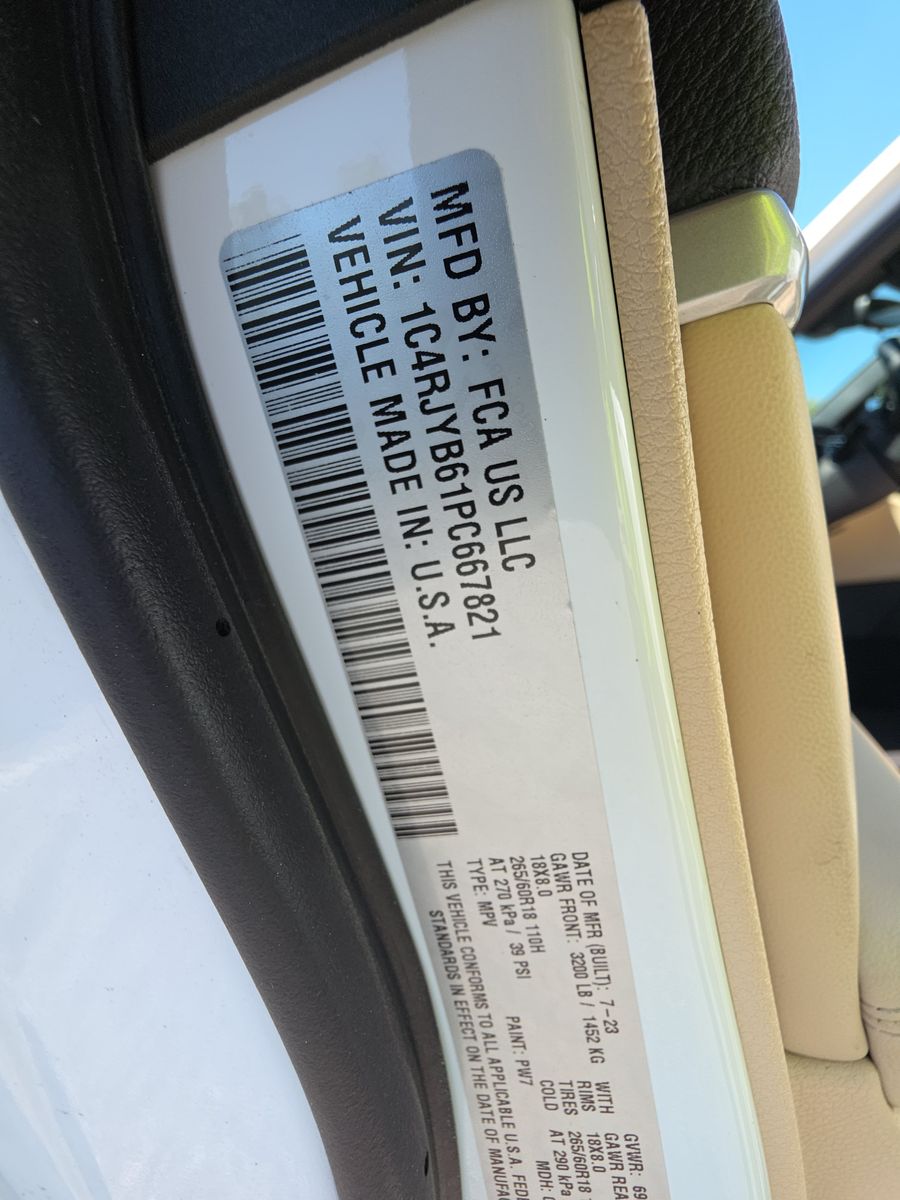 MFD BY: FCA US LLC
VIN: 1C4RJYB61PC667821
VEHICLE MADE IN: U.S.A.
DATE OF MFR (BUILT): 7-23
GAWR FRONT: 3200 LB / 1452 KG WITH
18X8.0 RIMS
265/60R18 110H TIRES
AT 270 kPa / 39 PSI COLD
TYPE: MPV PAINT: PW7
THIS VEHICLE CONFORMS TO ALL APPLICABLE U.S.A.
STANDARDS IN EFFECT ON THE DATE OF
GVWR:
GAWR
18X8.0
265/60R18
AT 290 kPa
MDH: